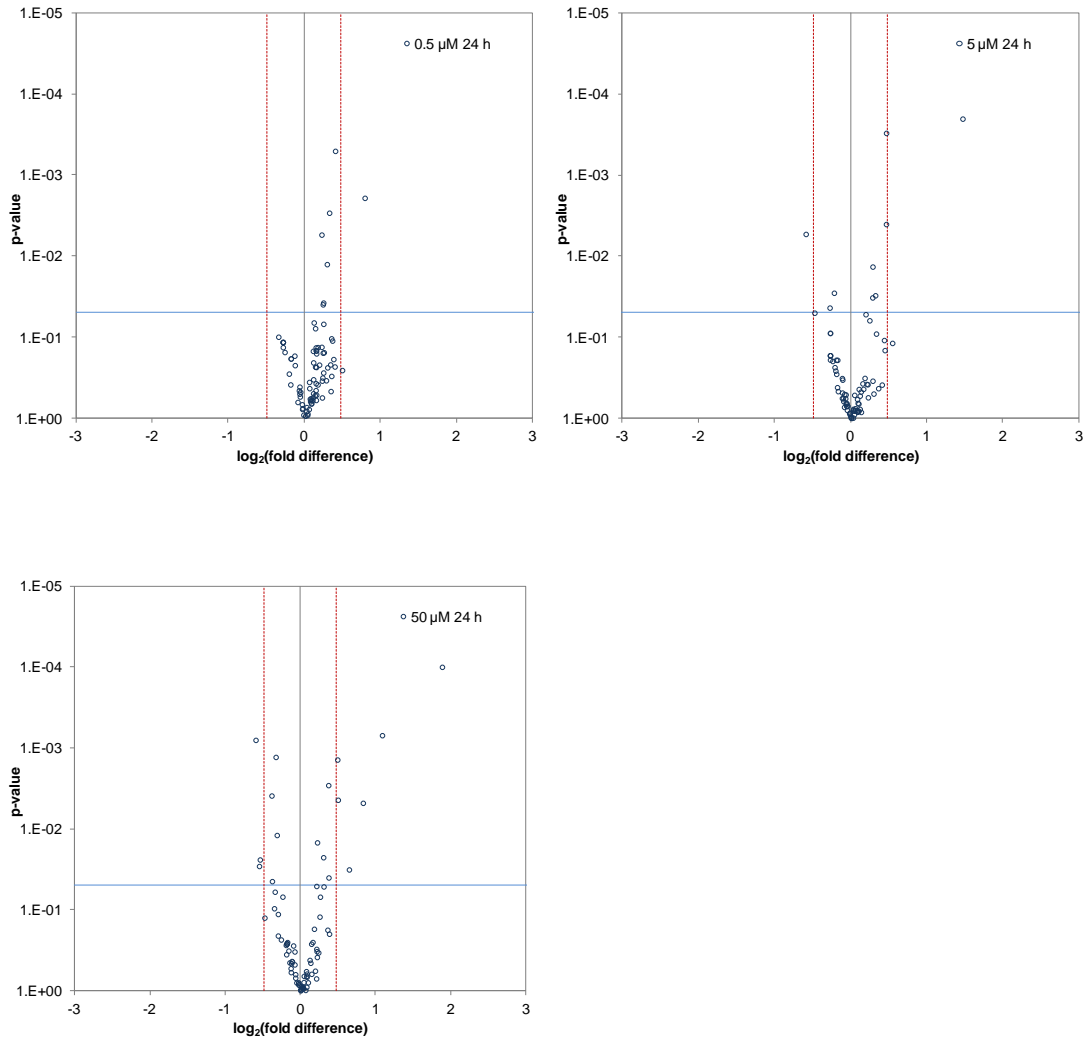 1.E-05
0.5 µM 24 h
1.E-04
1.E-03
p-value
1.E-02
1.E-01
1.E+00
-3 -2 -1 0 1 2 3
log2(fold difference)
1.E-05
5 µM 24 h
1.E-04
1.E-03
p-value
1.E-02
1.E-01
1.E+00
-3 -2 -1 0 1 2 3
log2(fold difference)
1.E-05
50 µM 24 h
1.E-04
1.E-03
p-value
1.E-02
1.E-01
1.E+00
-3 -2 -1 0 1 2 3
log2(fold difference)